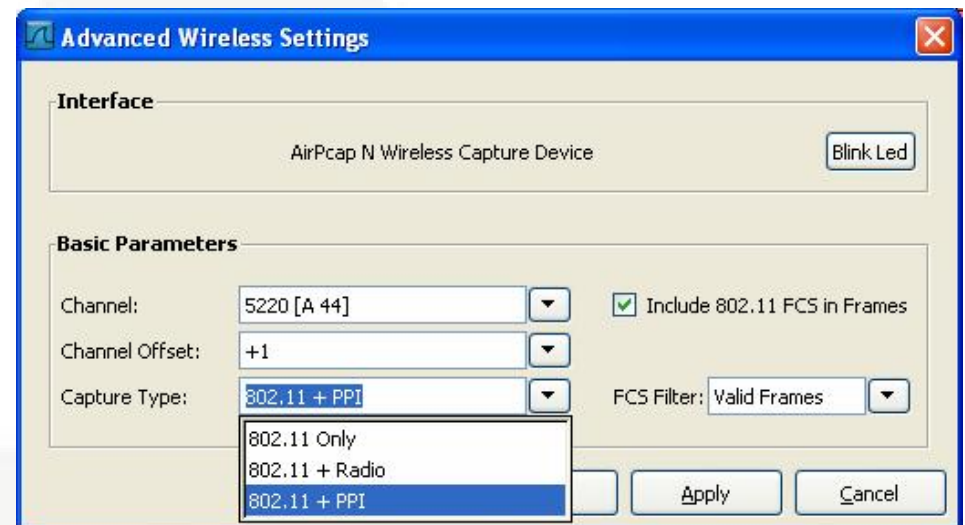 Advanced Wireless Settings
Interface
AirPcap N Wireless Capture Device
Blink Led
Basic Parameters
Channel: 5220 [A 44] Include 802.11 FCS in Frames
Channel Offset: +1
Capture Type: 802.11 + PPI FCS Filter: Valid Frames
802.11 Only
802.11 + Radio
802.11 + PPI
Apply Cancel